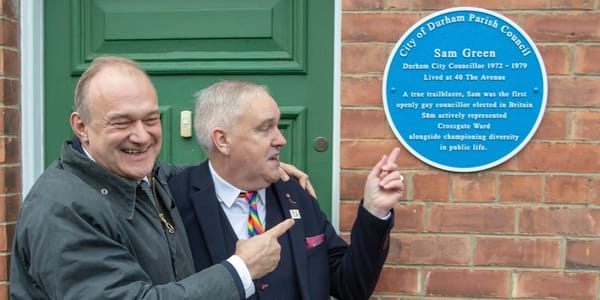 City of Durham Parish Council
Sam Green
Durham City Councillor 1972 - 1979
Lived at 40 The Avenue
A true trailblazer, Sam was the first
openly gay councillor elected in Britain
Sam actively represented
Crossgate Ward
alongside championing diversity
in public life.